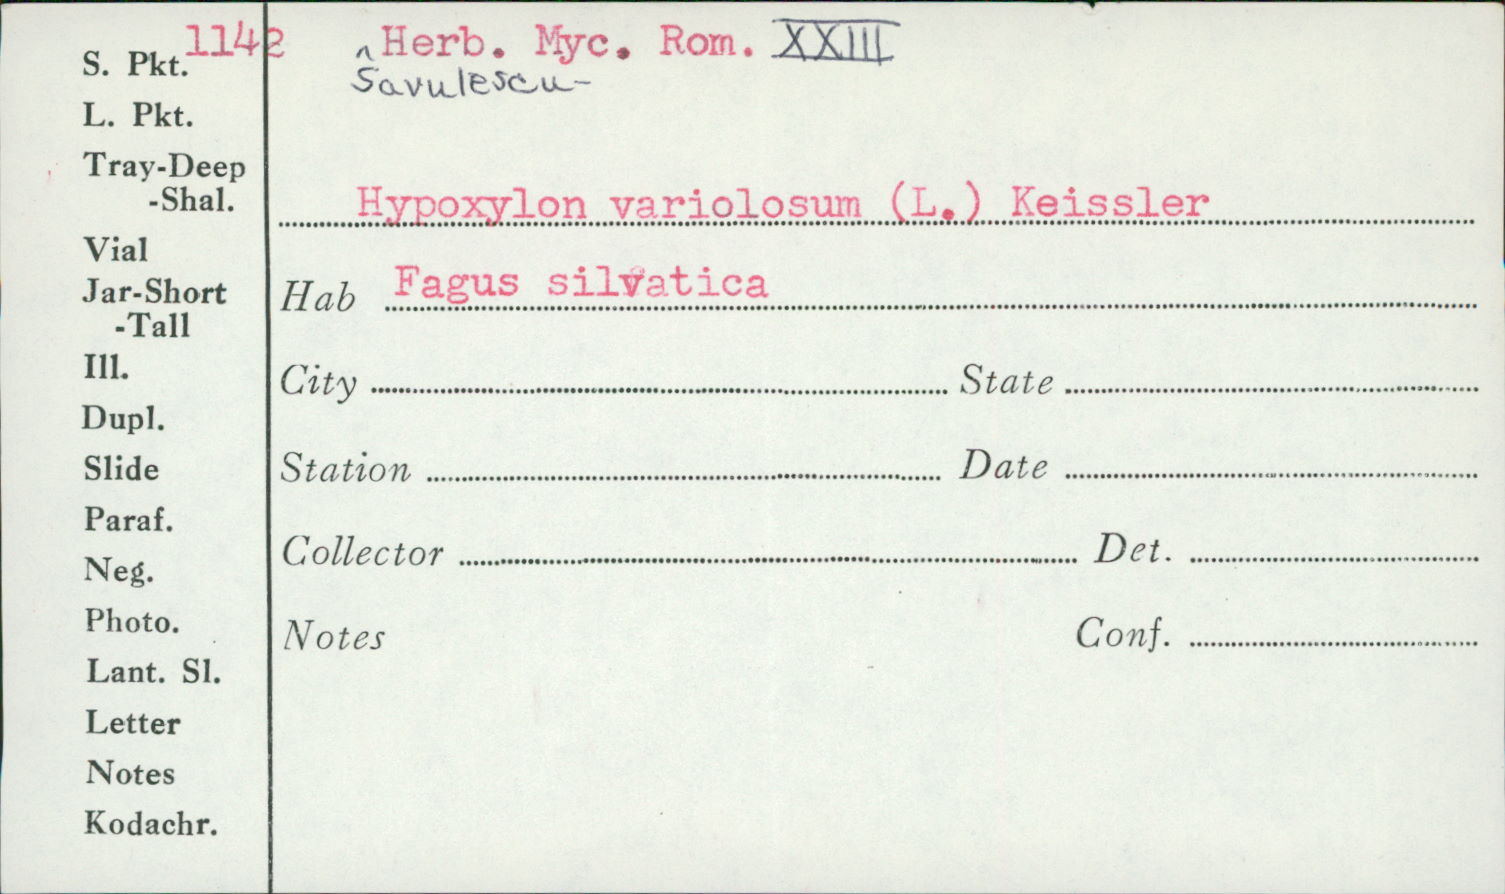 1142 ^Herb. Myc. Rom. XXIII
Savulescu-
S. Pkt.
L. Pkt.
Tray-Deep
-Shal.
Hypoxylon variolosum (L.) Keissler
Vial
Jar-Short
-Tall
Hab Fagus silvatica
Ill.
City State
Dupl.
Slide
Station Date
Paraf.
Neg.
Collector Det.
Photo.
Notes Conf.
Lant. Sl.
Letter
Notes
Kodachr.